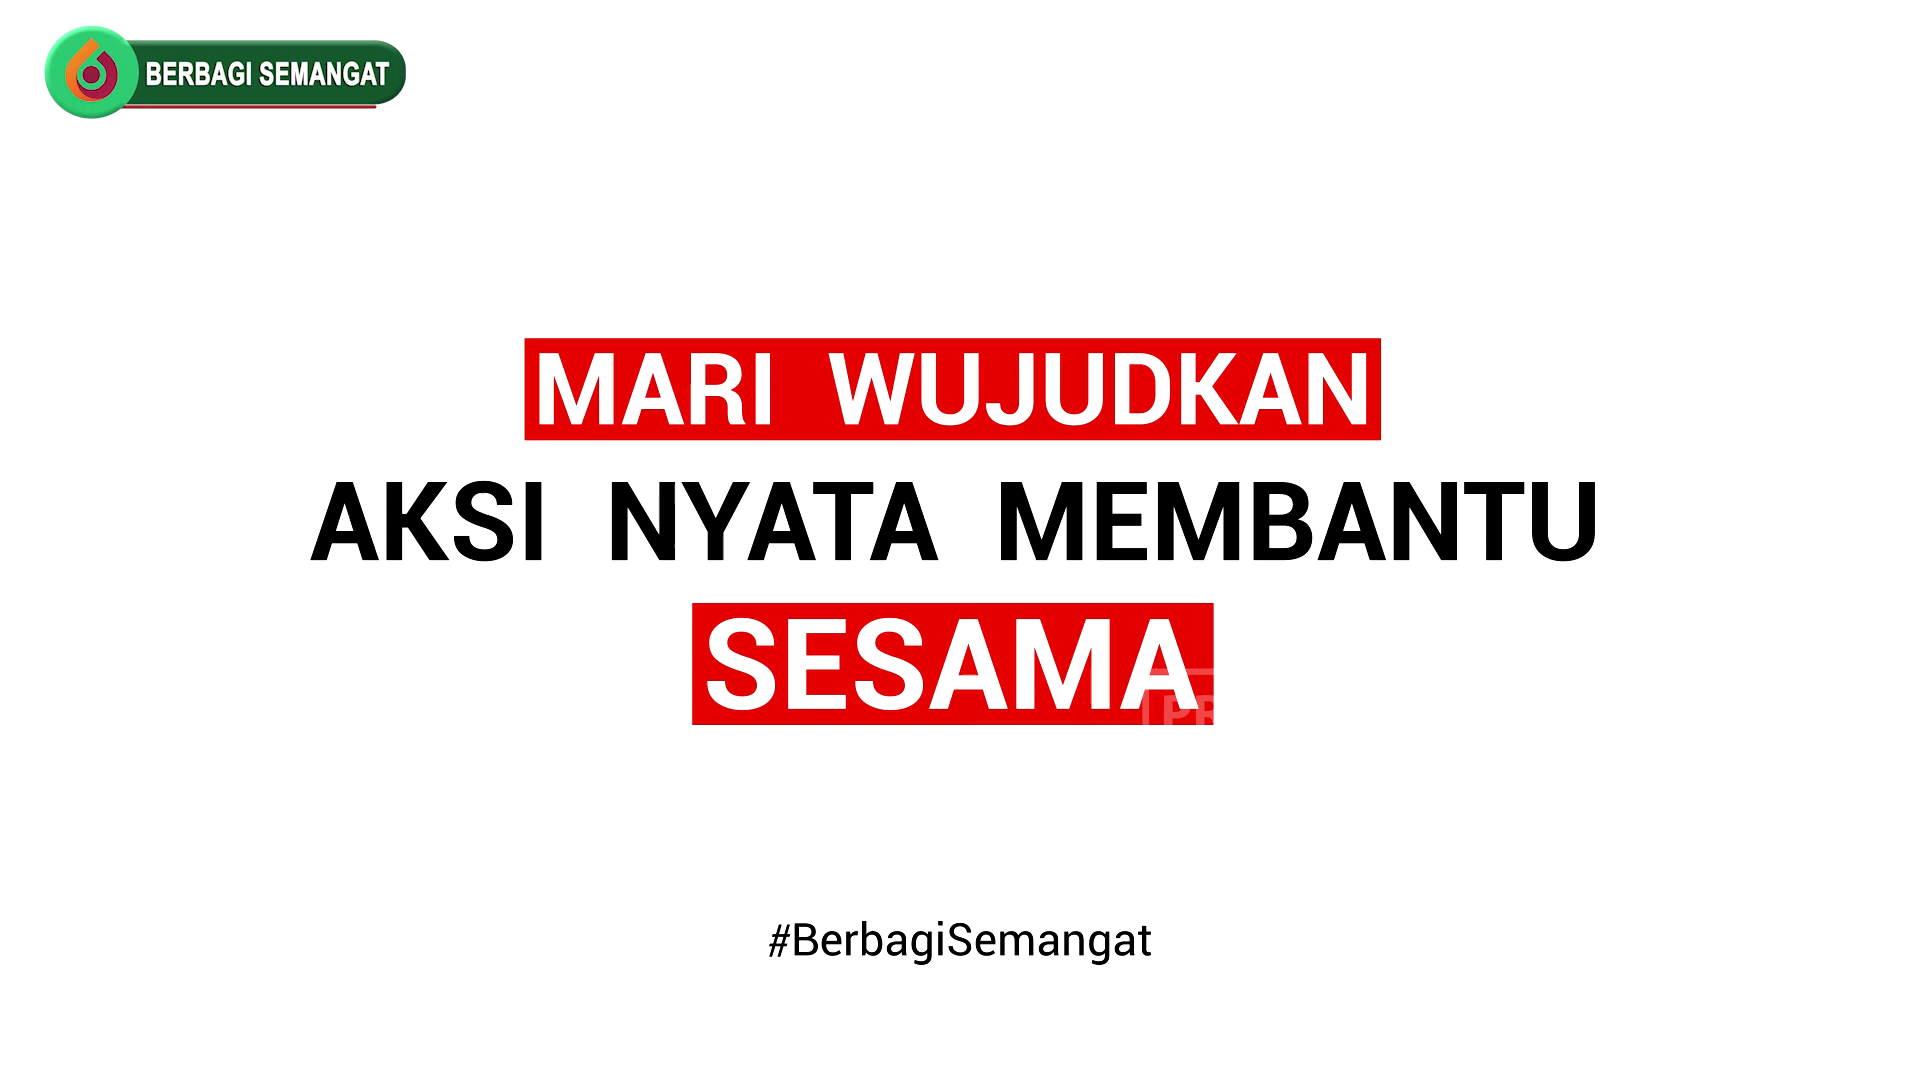 BERBAGI SEMANGAT
MARI WUJUDKAN
AKSI NYATA MEMBANTU
SESAMA
#BerbagiSemangat